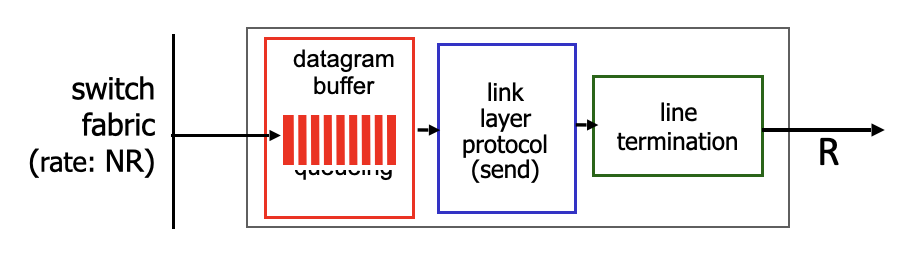 switch
fabric
(rate: NR)
datagram
buffer
queueing
link
layer
protocol
(send)
line
termination
R